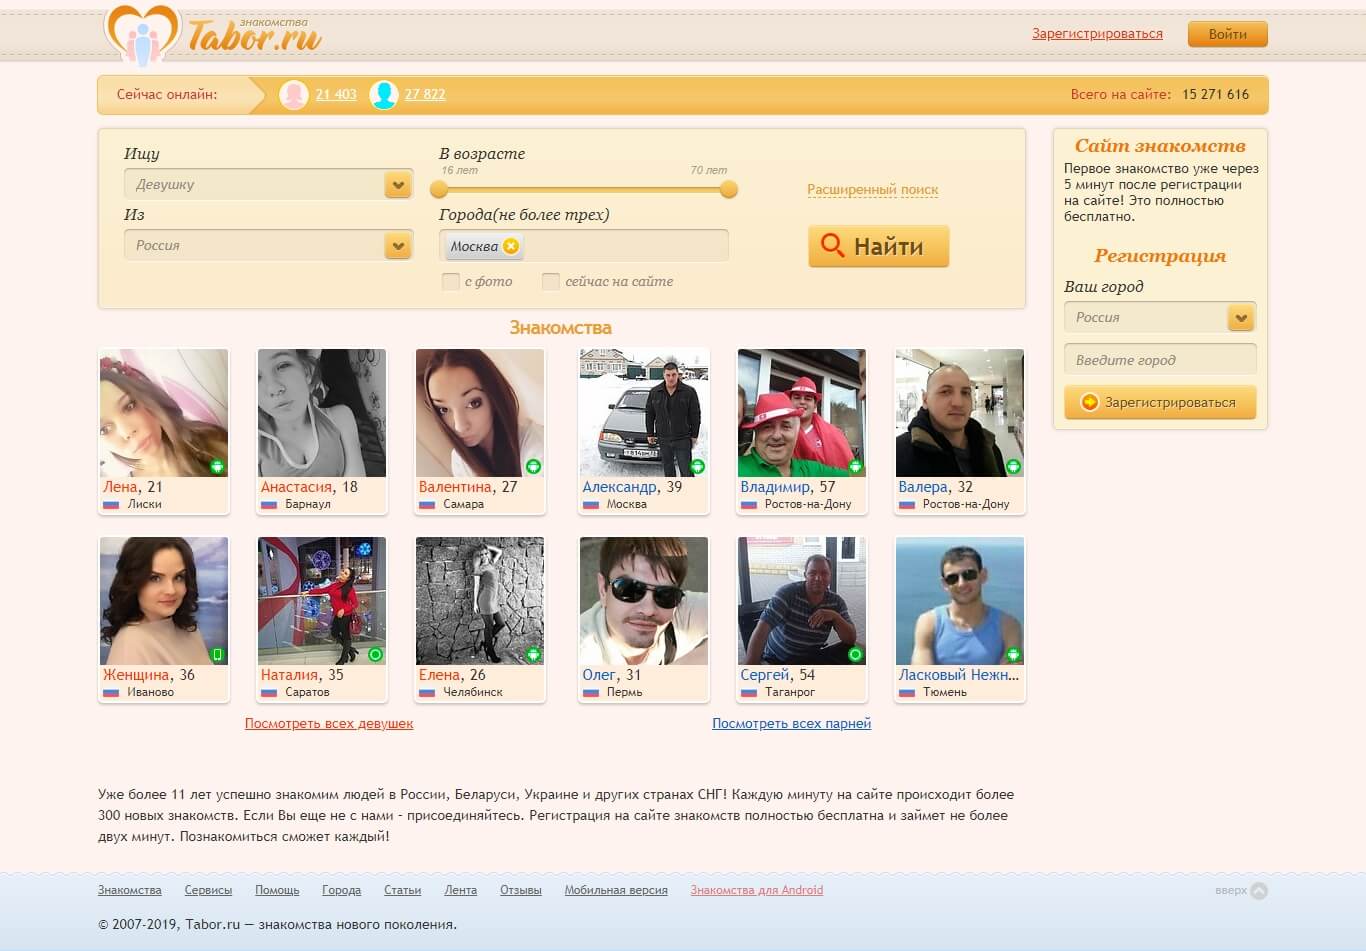 знакомства
Tabor.ru
Зарегистрироваться
Войти
Сейчас онлайн:
21 403
27 822
Всего на сайте: 15 271 616
Ищу
Девушку
Из
Россия
В возрасте
16 лет
70 лет
Города(не более трех)
Москва
с фото
сейчас на сайте
Расширенный поиск
Найти
Сайт знакомств
Первое знакомство уже через
5 минут после регистрации
на сайте! Это полностью
бесплатно.
Регистрация
Ваш город
Россия
Введите город
Зарегистрироваться
Знакомства
Лена, 21
Лиски
Анастасия, 18
Барнаул
Валентина, 27
Самара
Александр, 39
Москва
Владимир, 57
Ростов-на-Дону
Валера, 32
Ростов-на-Дону
Женщина, 36
Иваново
Наталия, 35
Саратов
Елена, 26
Челябинск
Олег, 31
Пермь
Сергей, 54
Таганрог
Ласковый Нежн...
Тюмень
Посмотреть всех девушек
Посмотреть всех парней
Уже более 11 лет успешно знакомим людей в России, Беларуси, Украине и других странах СНГ! Каждую минуту на сайте происходит более
300 новых знакомств. Если Вы еще не с нами – присоединяйтесь. Регистрация на сайте знакомств полностью бесплатна и займет не более
двух минут. Познакомиться сможет каждый!
Знакомства
Сервисы
Помощь
Города
Статьи
Лента
Отзывы
Мобильная версия
Знакомства для Android
вверх
© 2007-2019, Tabor.ru — знакомства нового поколения.